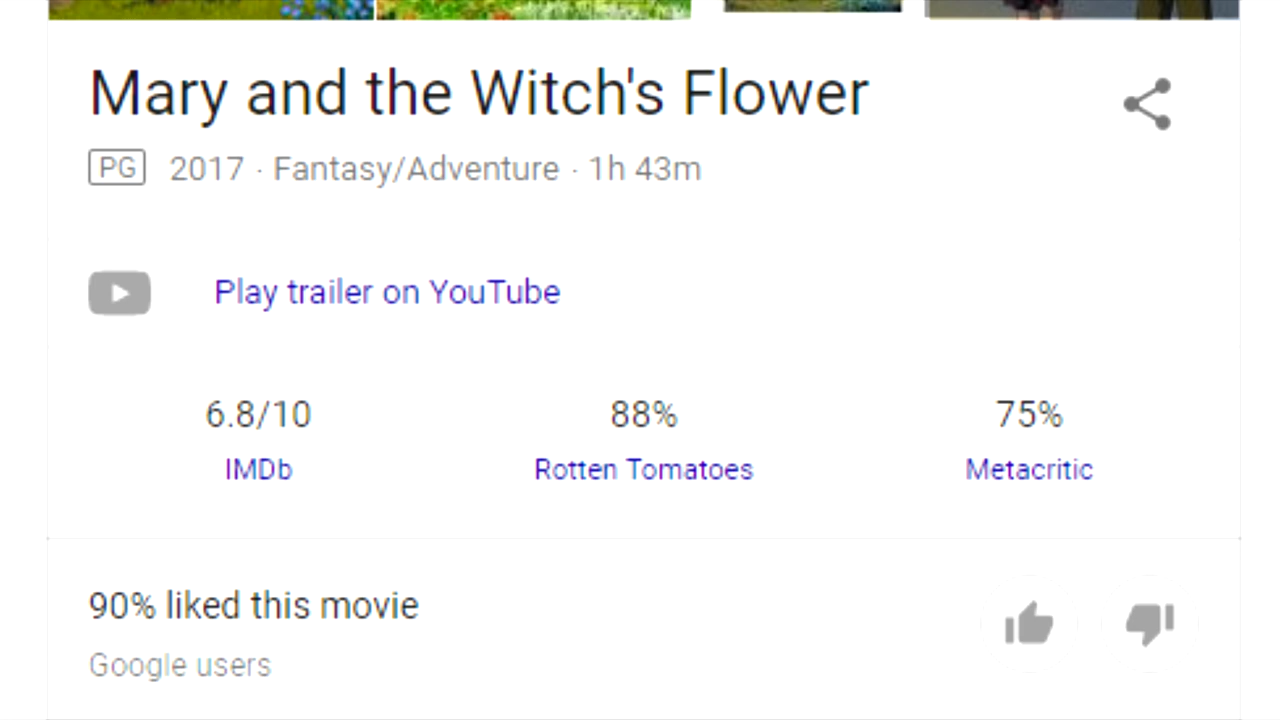 Mary and the Witch's Flower
PG 2017 · Fantasy/Adventure · 1h 43m
Play trailer on YouTube
6.8/10 88% 75%
IMDb Rotten Tomatoes Metacritic
90% liked this movie
Google users